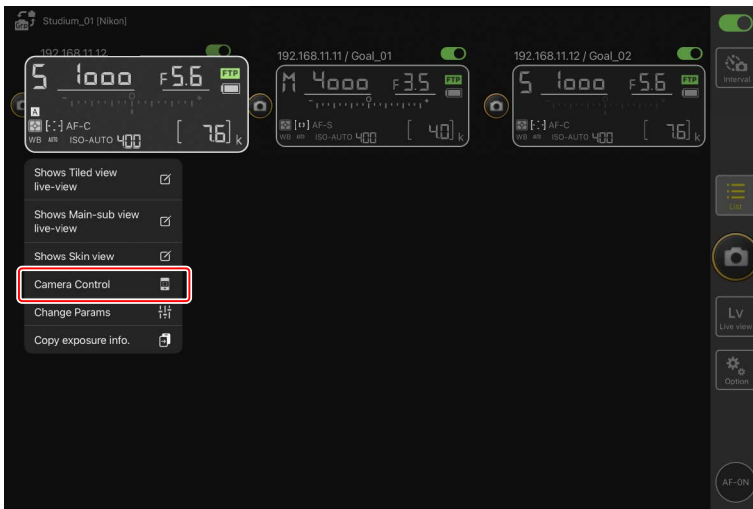 Grp Studium_01 [Nikon]
192.168.11.12
192.168.11.11 / Goal_01
192.168.11.12 / Goal_02
S 1000 F5.6 FTP
A
[ ] AF-C
WB AUTO ISO-AUTO 400 [ 7.6] k
M 4000 F3.5 FTP
[ ] AF-S
WB AUTO ISO-AUTO 400 [ 4.0] k
S 1000 F5.6 FTP
[ ] AF-C
WB AUTO ISO-AUTO 400 [ 7.6] k
Shows Tiled view
live-view
Shows Main-sub view
live-view
Shows Skin view
Camera Control
Change Params
Copy exposure info.
Interval
List
Lv
Live view
Option
AF-ON